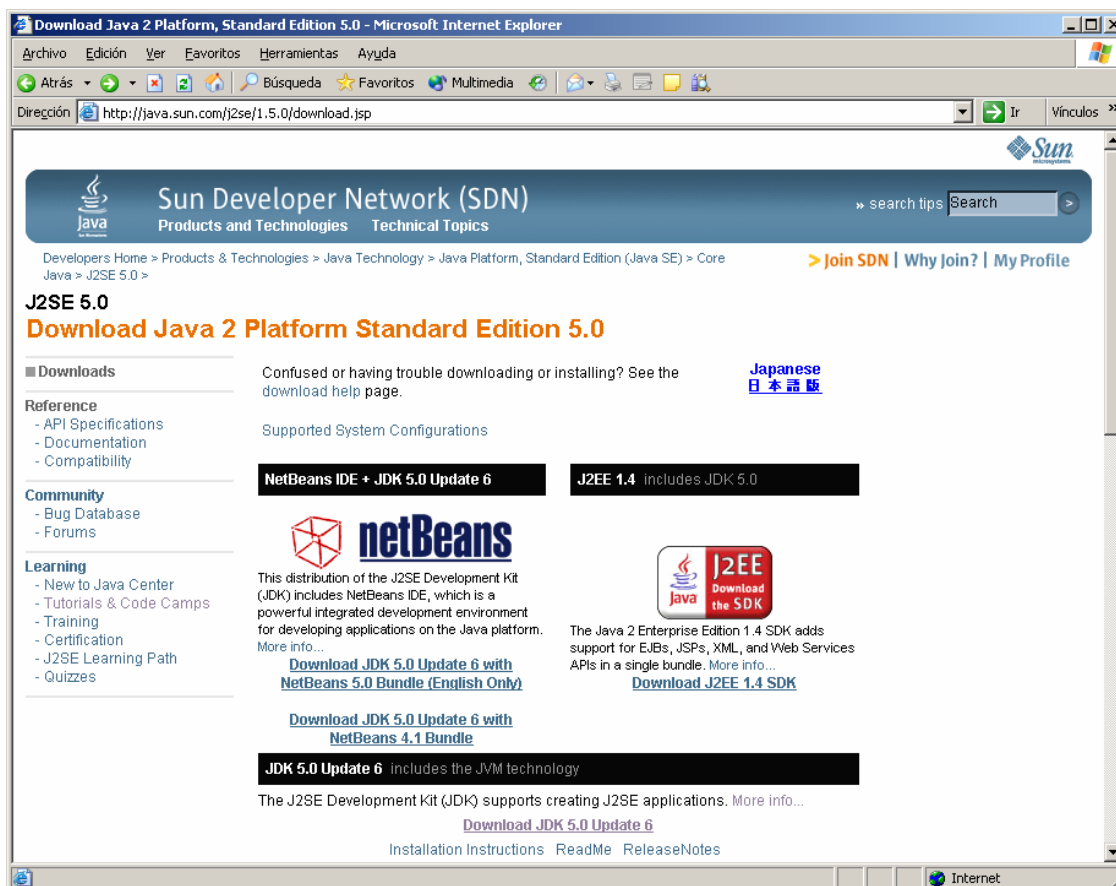 Download Java 2 Platform, Standard Edition 5.0 - Microsoft Internet Explorer
Archivo Edición Ver Favoritos Herramientas Ayuda
Atrás Búsqueda Favoritos Multimedia
Dirección http://java.sun.com/j2se/1.5.0/download.jsp Ir Vínculos »
Sun
microsystems
Java
Sun Developer Network (SDN)
Products and Technologies Technical Topics
» search tips Search >
Developers Home > Products & Technologies > Java Technology > Java Platform, Standard Edition (Java SE) > Core
Java > J2SE 5.0 >
> Join SDN | Why Join? | My Profile
J2SE 5.0
Download Java 2 Platform Standard Edition 5.0
Downloads
Reference
- API Specifications
- Documentation
- Compatibility
Community
- Bug Database
- Forums
Learning
- New to Java Center
- Tutorials & Code Camps
- Training
- Certification
- J2SE Learning Path
- Quizzes
Confused or having trouble downloading or installing? See the
download help page.
Japanese
日本語版
Supported System Configurations
NetBeans IDE + JDK 5.0 Update 6
netBeans
This distribution of the J2SE Development Kit
(JDK) includes NetBeans IDE, which is a
powerful integrated development environment
for developing applications on the Java platform.
More info...
Download JDK 5.0 Update 6 with
NetBeans 5.0 Bundle (English Only)
Download JDK 5.0 Update 6 with
NetBeans 4.1 Bundle
J2EE 1.4 includes JDK 5.0
Java
J2EE
Download
the SDK
The Java 2 Enterprise Edition 1.4 SDK adds
support for EJBs, JSPs, XML, and Web Services
APIs in a single bundle. More info...
Download J2EE 1.4 SDK
JDK 5.0 Update 6 includes the JVM technology
The J2SE Development Kit (JDK) supports creating J2SE applications. More info...
Download JDK 5.0 Update 6
Installation Instructions ReadMe ReleaseNotes
Internet